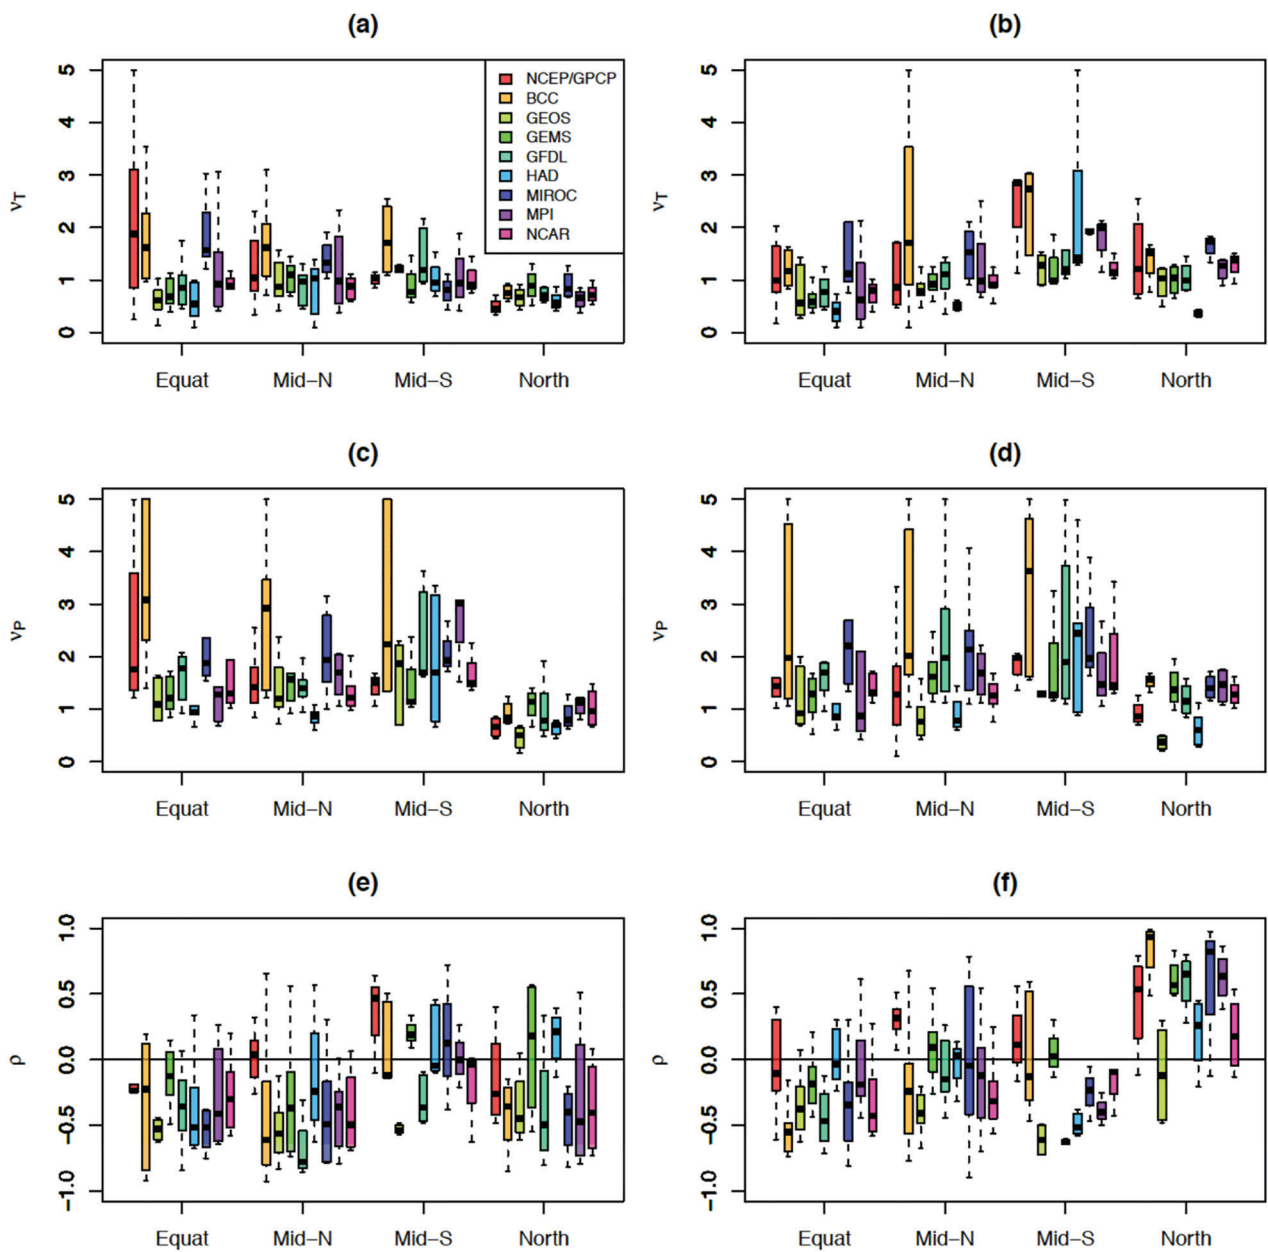 (a)
(b)
5
4
3
2
1
0
νT
Equat
Mid−N
Mid−S
North
NCEP/GPCP
BCC
GEOS
GEMS
GFDL
HAD
MIROC
MPI
NCAR
5
4
3
2
1
0
νT
Equat
Mid−N
Mid−S
North
(c)
(d)
5
4
3
2
1
0
νP
Equat
Mid−N
Mid−S
North
5
4
3
2
1
0
νP
Equat
Mid−N
Mid−S
North
(e)
(f)
1.0
0.5
0.0
−0.5
−1.0
ρ
Equat
Mid−N
Mid−S
North
1.0
0.5
0.0
−0.5
−1.0
ρ
Equat
Mid−N
Mid−S
North